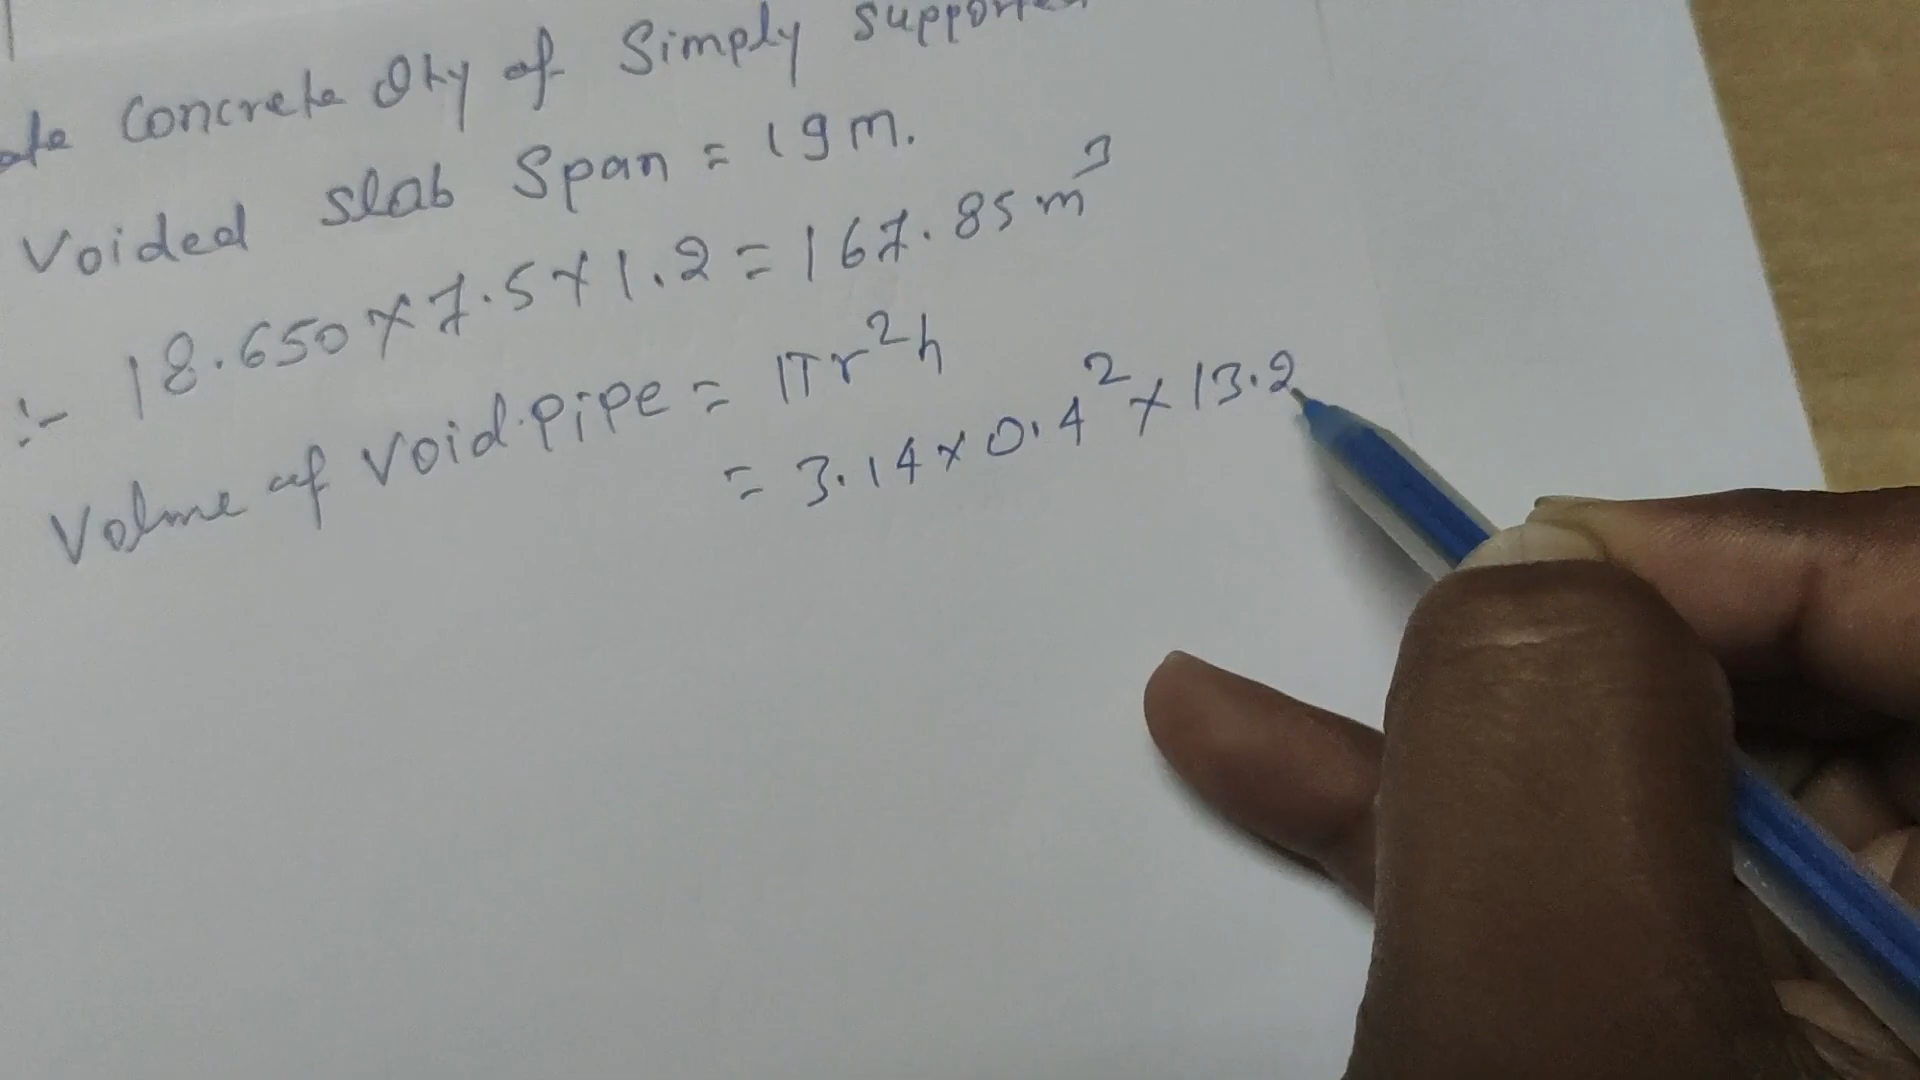 Concrete Qty of Simply
Voided slab Span = 19m.
:- 18.650 × 7.5 × 1.2 = 167.85 m³
Volme of void.pipe = πr²h
= 3.14 × 0.4² × 13.2